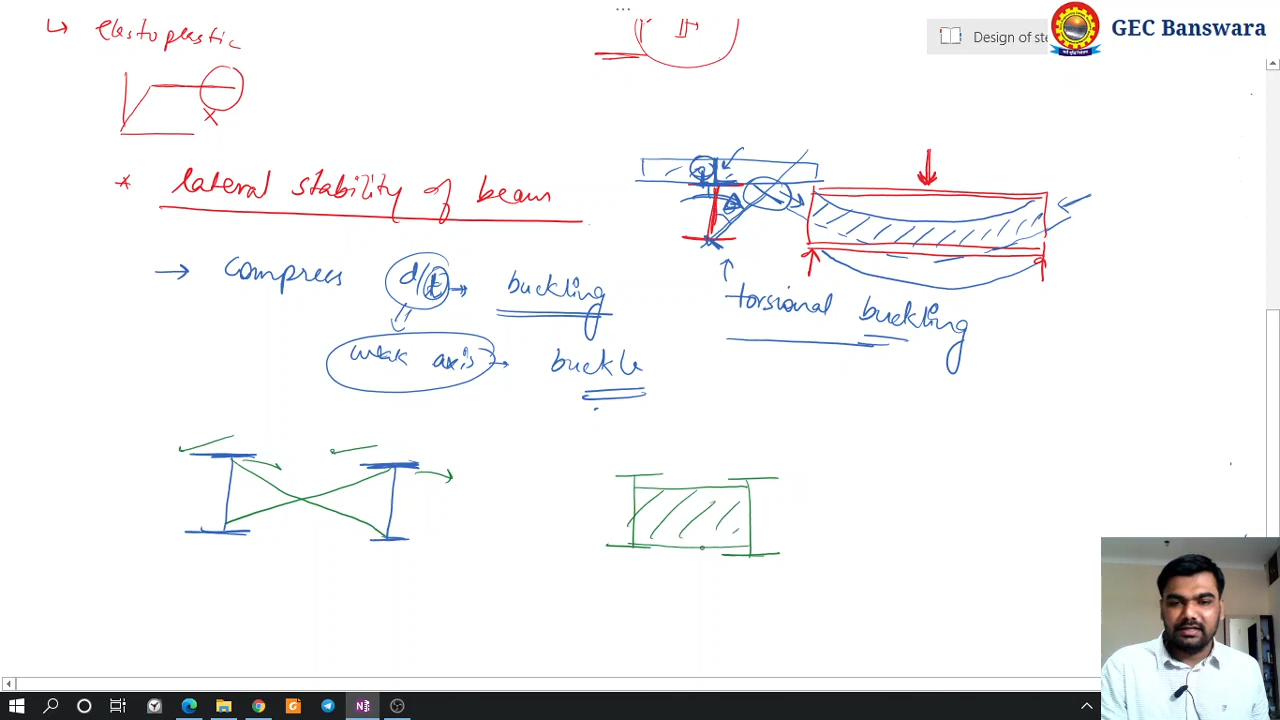 GEC Banswara
Design of ste
↳ elastoplastic
x
* lateral stability of beam
→ compress d/t → buckling
torsional buckling
weak axis → buckle